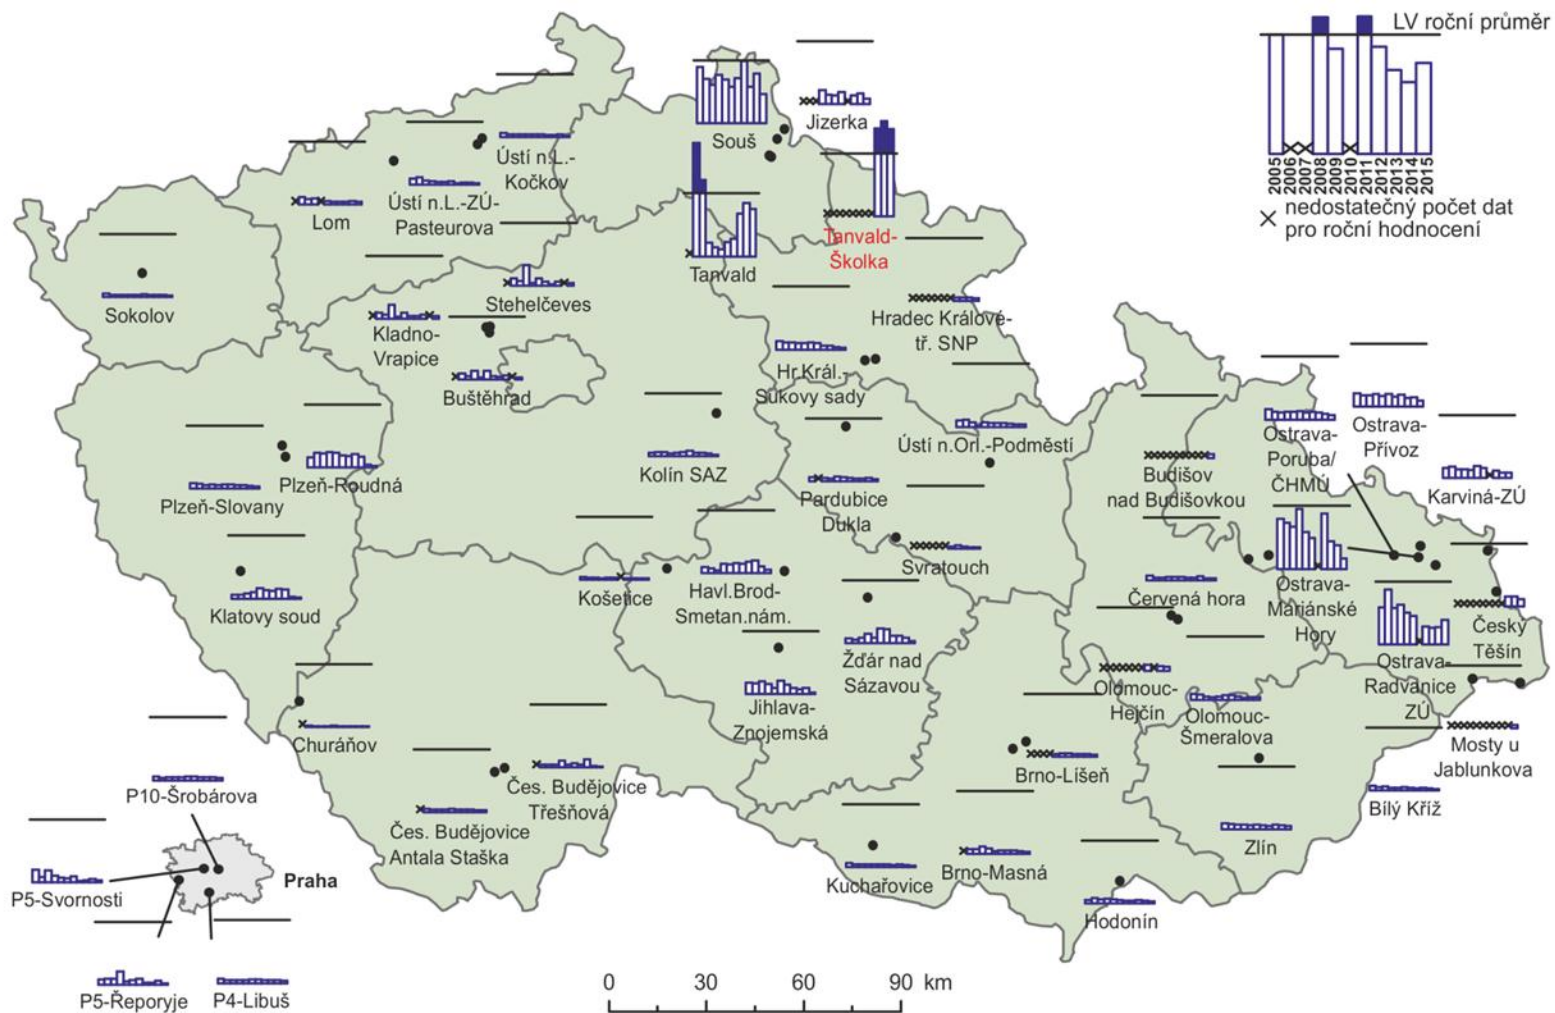 LV roční průměr
2005
2006
2007
2008
2009
2010
2011
2012
2013
2014
2015
nedostatečný počet dat
pro roční hodnocení
Souš
Jizerka
Ústí n.L.-
Kočkov
Ústí n.L.-ZÚ-
Pasteurova
Lom
Tanvald
Tanvald-
Školka
Sokolov
Stehelčeves
Kladno-
Vrapice
Buštěhrad
Hradec Králové-
tř. SNP
Hr.Král.-
Sukovy sady
Ústí n.Orl.-Podměstí
Kolín SAZ
Pardubice
Dukla
Plzeň-Roudná
Plzeň-Slovany
Klatovy soud
Svratouch
Košetice
Havl.Brod-
Smetan.nám.
Žďár nad
Sázavou
Jihlava-
Znojemská
Budišov
nad Budišovkou
Ostrava-
Poruba/
ČHMÚ
Ostrava-
Přívoz
Karviná-ZÚ
Červená hora
Ostrava-
Mariánské
Hory
Český
Těšín
Ostrava-
Radvanice
ZÚ
Olomouc-
Hejčín
Olomouc-
Šmeralova
Mosty u
Jablunkova
Bílý Kříž
Zlín
Churáňov
Čes. Budějovice
Třešňová
Čes. Budějovice
Antala Staška
Brno-Líšeň
Brno-Masná
Kuchařovice
Hodonín
P10-Šrobárova
P5-Svornosti
Praha
P5-Řeporyje
P4-Libuš
0 30 60 90 km